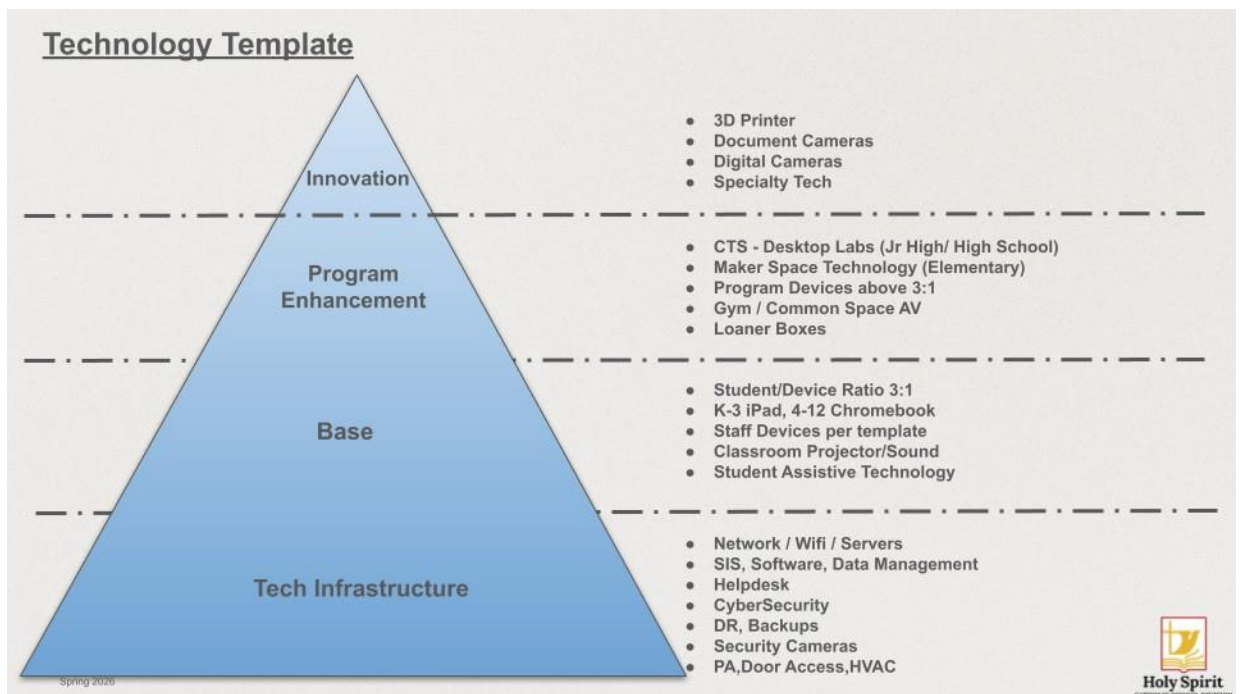 Technology Template
Innovation
● 3D Printer
● Document Cameras
● Digital Cameras
● Specialty Tech
Program
Enhancement
● CTS - Desktop Labs (Jr High/ High School)
● Maker Space Technology (Elementary)
● Program Devices above 3:1
● Gym / Common Space AV
● Loaner Boxes
Base
● Student/Device Ratio 3:1
● K-3 iPad, 4-12 Chromebook
● Staff Devices per template
● Classroom Projector/Sound
● Student Assistive Technology
Tech Infrastructure
● Network / Wifi / Servers
● SIS, Software, Data Management
● Helpdesk
● CyberSecurity
● DR, Backups
● Security Cameras
● PA,Door Access,HVAC
Spring 2026
Holy Spirit